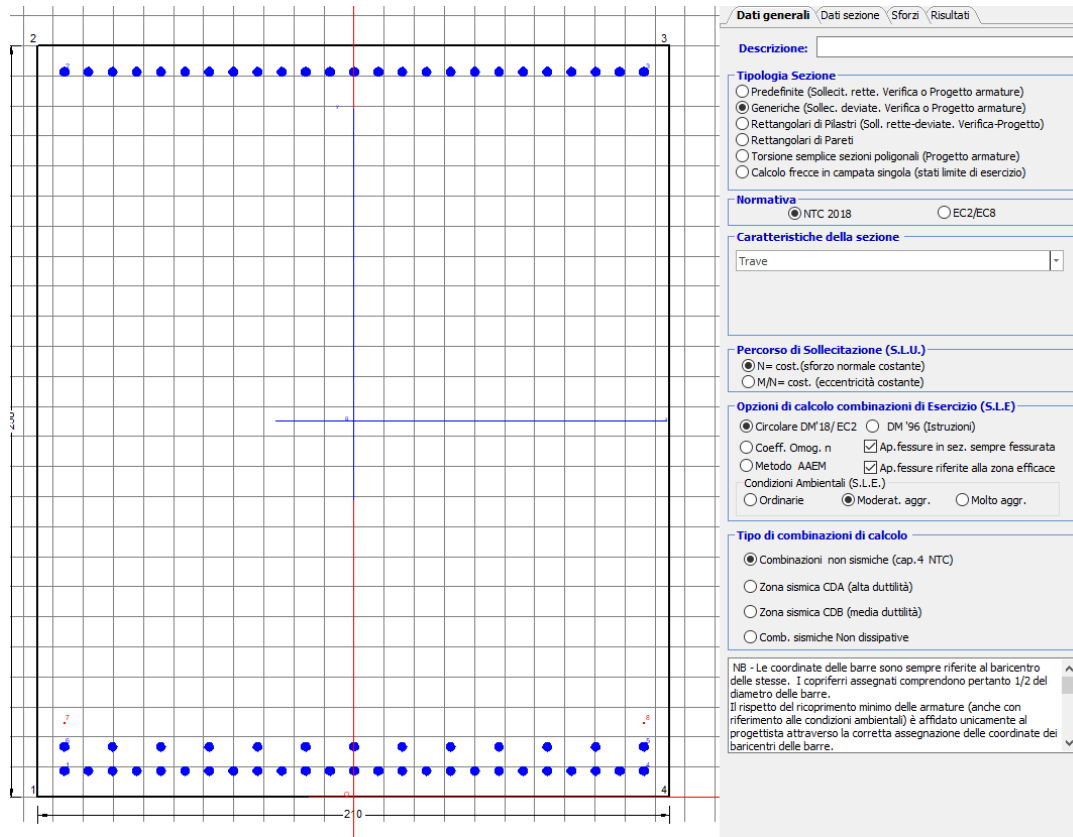 Dati generali Dati sezione Sforzi Risultati
Descrizione:
Tipologia Sezione
Predefinite (Sollecit. rette. Verifica o Progetto armature)
Generiche (Sollec. deviate. Verifica o Progetto armature)
Rettangolari di Pilastri (Soll. rette-deviate. Verifica-Progetto)
Rettangolari di Pareti
Torsione semplice sezioni poligonali (Progetto armature)
Calcolo frecce in campata singola (stati limite di esercizio)
Normativa
NTC 2018 EC2/EC8
Caratteristiche della sezione
Trave
Percorso di Sollecitazione (S.L.U.)
N= cost.(sforzo normale costante)
M/N= cost. (eccentricità costante)
Opzioni di calcolo combinazioni di Esercizio (S.L.E)
Circolare DM'18/ EC2 DM '96 (Istruzioni)
Coeff. Omog. n Ap.fessure in sez. sempre fessurata
Metodo AAEM Ap.fessure riferite alla zona efficace
Condizioni Ambientali (S.L.E.)
Ordinarie Moderat. aggr. Molto aggr.
Tipo di combinazioni di calcolo
Combinazioni non sismiche (cap.4 NTC)
Zona sismica CDA (alta duttilità)
Zona sismica CDB (media duttilità)
Comb. sismiche Non dissipative
NB - Le coordinate delle barre sono sempre riferite al baricentro
delle stesse. I copriferri assegnati comprendono pertanto 1/2 del
diametro delle barre.
Il rispetto del ricoprimento minimo delle armature (anche con
riferimento alle condizioni ambientali) è affidato unicamente al
progettista attraverso la corretta assegnazione delle coordinate dei
baricentri delle barre.
2 3
7 8
1 4
210